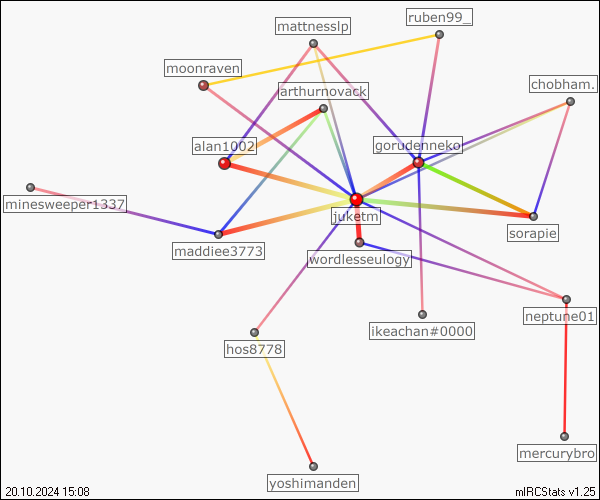 ruben99_
mattnesslp
moonraven
chobham.
arthurnovack
alan1002
gorudenneko
minesweeper1337
juketm
sorapie
maddiee3773
wordlesseulogy
neptune01
ikeachan#0000
hos8778
mercurybro
yoshimanden
20.10.2024 15:08
mIRCStats v1.25